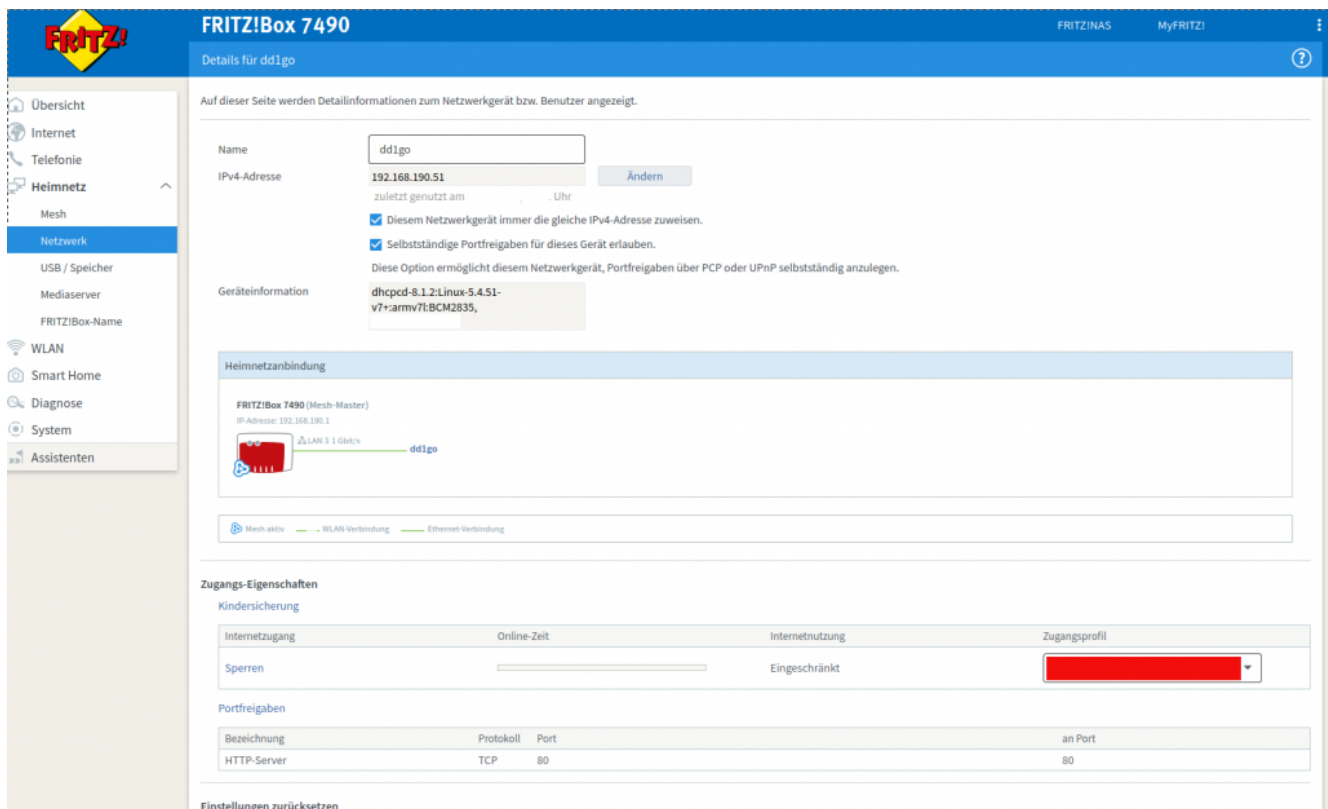 FRITZ!
FRITZ!Box 7490
FRITZ!NAS
MyFRITZ!
Details für dd1go
?
Übersicht
Internet
Telefonie
Heimnetz
Mesh
Netzwerk
USB / Speicher
Mediaserver
FRITZ!Box-Name
WLAN
Smart Home
Diagnose
System
Assistenten
Auf dieser Seite werden Detailinformationen zum Netzwerkgerät bzw. Benutzer angezeigt.
Name
dd1go
IPv4-Adresse
192.168.190.51
Ändern
zuletzt genutzt am . Uhr
Diesem Netzwerkgerät immer die gleiche IPv4-Adresse zuweisen.
Selbstständige Portfreigaben für dieses Gerät erlauben.
Diese Option ermöglicht diesem Netzwerkgerät, Portfreigaben über PCP oder UPnP selbstständig anzulegen.
Geräteinformation
dhcpcd-8.1.2:Linux-5.4.51-
v7+:armv7l:BCM2835,
Heimnetzanbindung
FRITZ!Box 7490 (Mesh-Master)
IP-Adresse: 192.168.190.1
LAN 3 1 Gbit/s
dd1go
Mesh aktiv WLAN-Verbindung Ethernet-Verbindung
Zugangs-Eigenschaften
Kindersicherung
Internetzugang Online-Zeit Internetnutzung Zugangsprofil
Sperren Eingeschränkt
Portfreigaben
Bezeichnung Protokoll Port an Port
HTTP-Server TCP 80 80
Einstellungen zurücksetzen